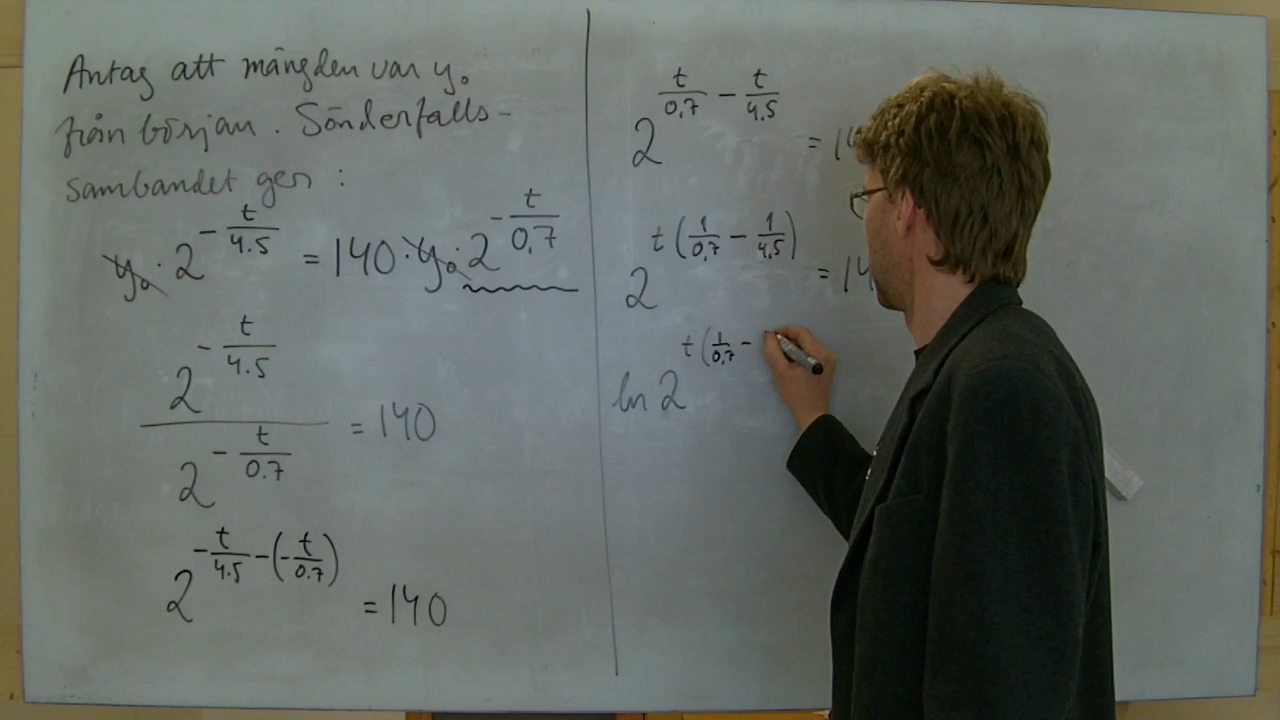 Antag att mängden var y₀
från början. Sönderfalls-
sambandet ger :
y₀ · 2^(-t/4.5) = 140 · y₀ · 2^(-t/0,7)
2^(-t/4.5) / 2^(-t/0.7) = 140
2^(-t/4.5 - (-t/0.7)) = 140
2^(t/0,7 - t/4.5) = 1
2^(t(1/0,7 - 1/4,5)) = 1
ln 2^(t(1/0,7 -